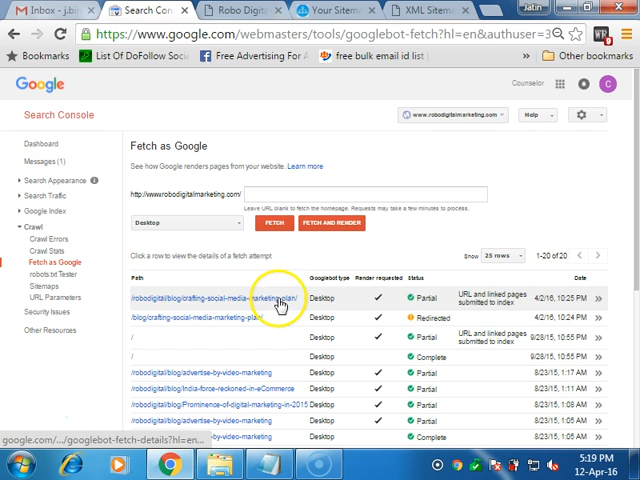 Inbox - j.bin
Search Con
Robo Digit
Your Sitem
XML Sitem
Jatin
https://www.google.com/webmasters/tools/googlebot-fetch?hl=en&authuser=3
Bookmarks
List Of DoFollow Soci
Free Advertising For
free bulk email id list
Other bookmarks
Google
Counselor
C
Search Console
www.robodigitalmarketing.com
Help
Dashboard
Messages (1)
Search Appearance
Search Traffic
Google Index
Crawl
Crawl Errors
Crawl Stats
Fetch as Google
robots.txt Tester
Sitemaps
URL Parameters
Security Issues
Other Resources
Fetch as Google
See how Google renders pages from your website. Learn more
http://www.robodigitalmarketing.com/
Leave URL blank to fetch the homepage. Requests may take a few minutes to process.
Desktop
FETCH
FETCH AND RENDER
Click a row to view the details of a fetch attempt
Show 25 rows 1-20 of 20
Path Googlebot type Render requested Status Date
/robodigital/blog/crafting-social-media-marketing-plan/ Desktop ✓ Partial URL and linked pages submitted to index 4/2/16, 10:25 PM
/blog/crafting-social-media-marketing-plan/ Desktop ✓ Redirected 4/2/16, 10:24 PM
/ Desktop ✓ Partial URL and linked pages submitted to index 9/28/15, 10:55 PM
/ Desktop Complete 9/28/15, 10:55 PM
/robodigital/blog/advertise-by-video-marketing Desktop ✓ Partial 8/23/15, 1:17 AM
/robodigital/blog/India-force-reckoned-in-eCommerce Desktop ✓ Partial 8/23/15, 1:11 AM
/robodigital/blog/Prominence-of-digital-marketing-in-2015 Desktop ✓ Partial 8/23/15, 1:08 AM
/robodigital/blog/advertise-by-video-marketing Desktop ✓ Partial 8/23/15, 1:06 AM
/robodigital/blog/advertise-by-video-marketing Desktop Complete 8/23/15, 1:05 AM
google.com/.../googlebot-fetch-details?hl=en...
5:19 PM
12-Apr-16